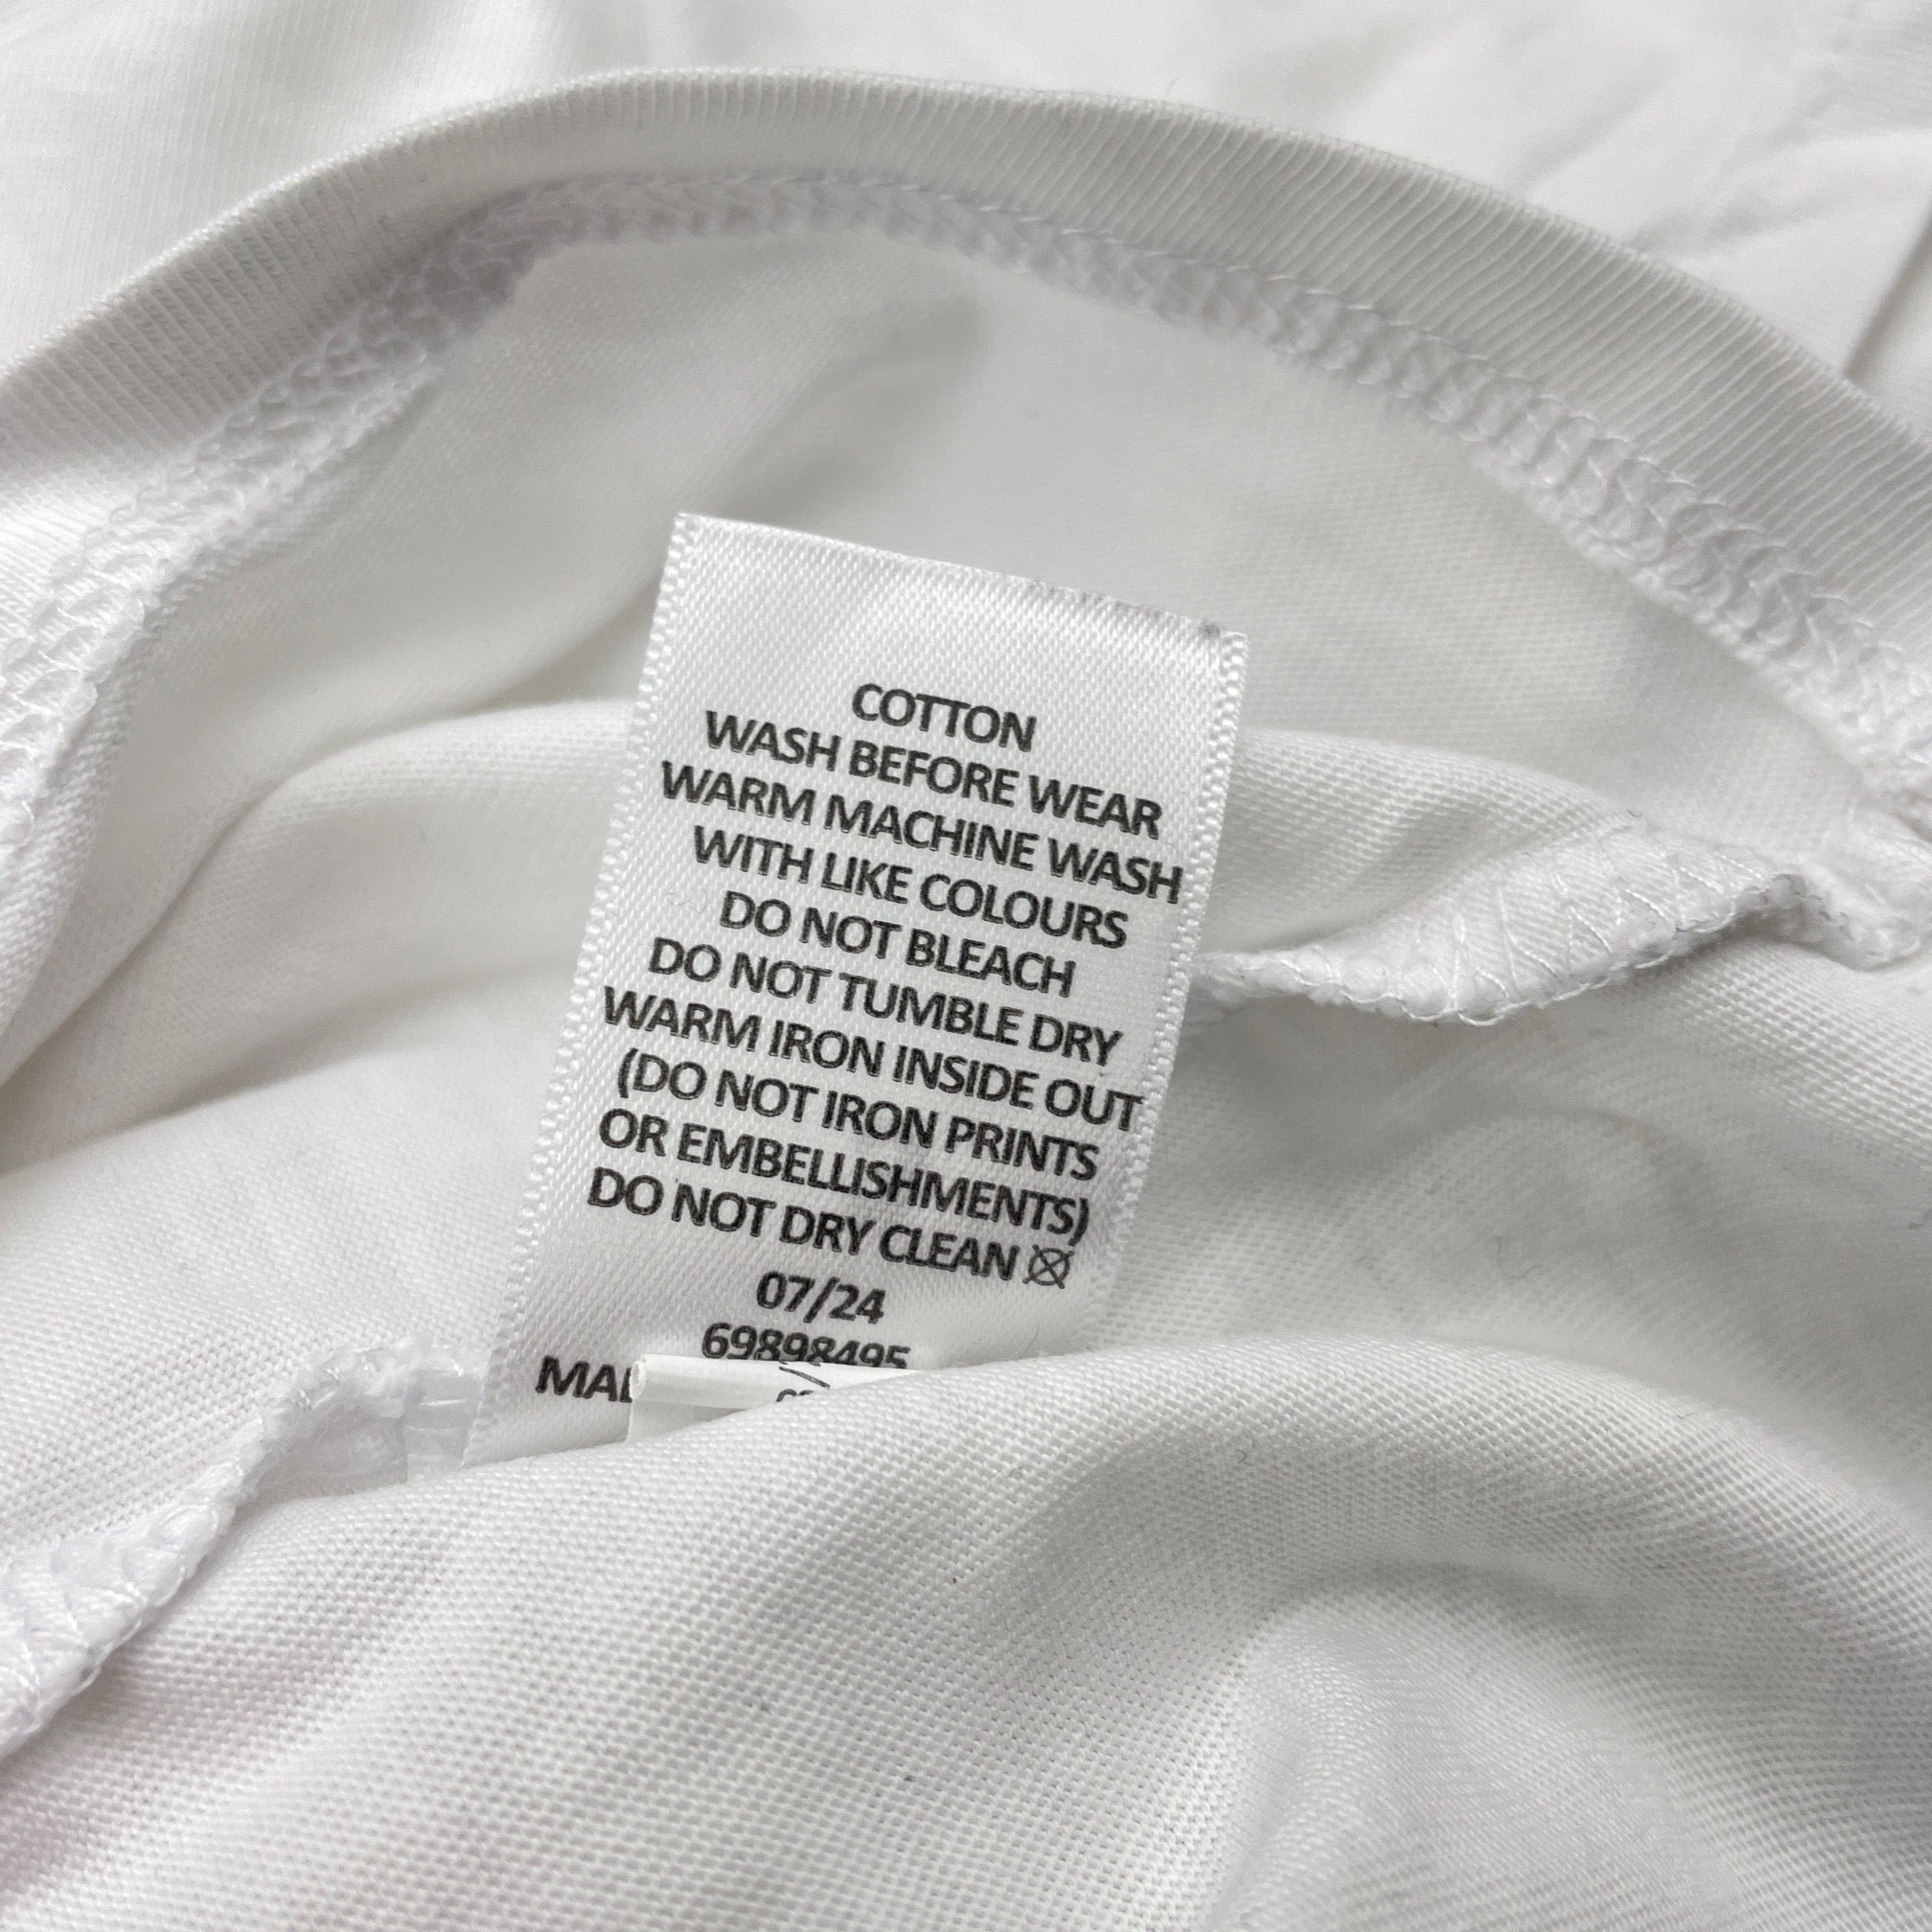 COTTON
WASH BEFORE WEAR
WARM MACHINE WASH
WITH LIKE COLOURS
DO NOT BLEACH
DO NOT TUMBLE DRY
WARM IRON INSIDE OUT
(DO NOT IRON PRINTS
OR EMBELLISHMENTS)
DO NOT DRY CLEAN
07/24
69898495